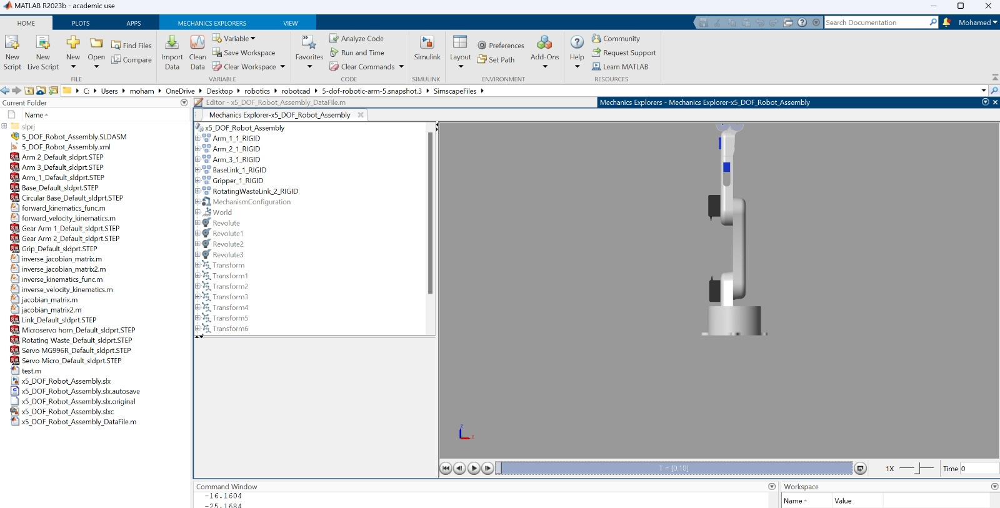 MATLAB R2023b - academic use
HOME PLOTS APPS MECHANICS EXPLORERS VIEW
Search Documentation
Mohamed
New Script
New Live Script
New
Open
Find Files
Compare
FILE
Import Data
Clean Data
Variable
Save Workspace
Clear Workspace
VARIABLE
Favorites
Analyze Code
Run and Time
Clear Commands
CODE
Simulink
SIMULINK
Layout
Preferences
Set Path
Add-Ons
ENVIRONMENT
Help
Community
Request Support
Learn MATLAB
RESOURCES
C: Users moham OneDrive Desktop robotics robotcad 5-dof-robotic-arm-5.snapshot.3 SimscapeFiles
Current Folder
Name
slprj
5_DOF_Robot_Assembly.SLDASM
5_DOF_Robot_Assembly.xml
Arm 2_Default_sldprt.STEP
Arm 3_Default_sldprt.STEP
Arm_1_Default_sldprt.STEP
Base_Default_sldprt.STEP
Circular Base_Default_sldprt.STEP
forward_kinematics_func.m
forward_velocity_kinematics.m
Gear Arm 1_Default_sldprt.STEP
Gear Arm 2_Default_sldprt.STEP
Grip_Default_sldprt.STEP
inverse_jacobian_matrix.m
inverse_jacobian_matrix2.m
inverse_kinematics_func.m
inverse_velocity_kinematics.m
jacobian_matrix.m
jacobian_matrix2.m
Link_Default_sldprt.STEP
Microservo horn_Default_sldprt.STEP
Rotating Waste_Default_sldprt.STEP
Servo MG996R_Default_sldprt.STEP
Servo Micro_Default_sldprt.STEP
test.m
x5_DOF_Robot_Assembly.slx
x5_DOF_Robot_Assembly.slx.autosave
x5_DOF_Robot_Assembly.slx.original
x5_DOF_Robot_Assembly.slxc
x5_DOF_Robot_Assembly_DataFile.m
Editor - x5_DOF_Robot_Assembly_DataFile.m
Mechanics Explorers - Mechanics Explorer-x5_DOF_Robot_Assembly
Mechanics Explorer-x5_DOF_Robot_Assembly
x5_DOF_Robot_Assembly
Arm_1_1_RIGID
Arm_2_1_RIGID
Arm_3_1_RIGID
BaseLink_1_RIGID
Gripper_1_RIGID
RotatingWasteLink_2_RIGID
MechanismConfiguration
World
Revolute
Revolute1
Revolute2
Revolute3
Transform
Transform1
Transform2
Transform3
Transform4
Transform5
Transform6
z
x
T = [0,10]
1X
Time 0
Command Window
-16.1604
-25.1684
Workspace
Name Value